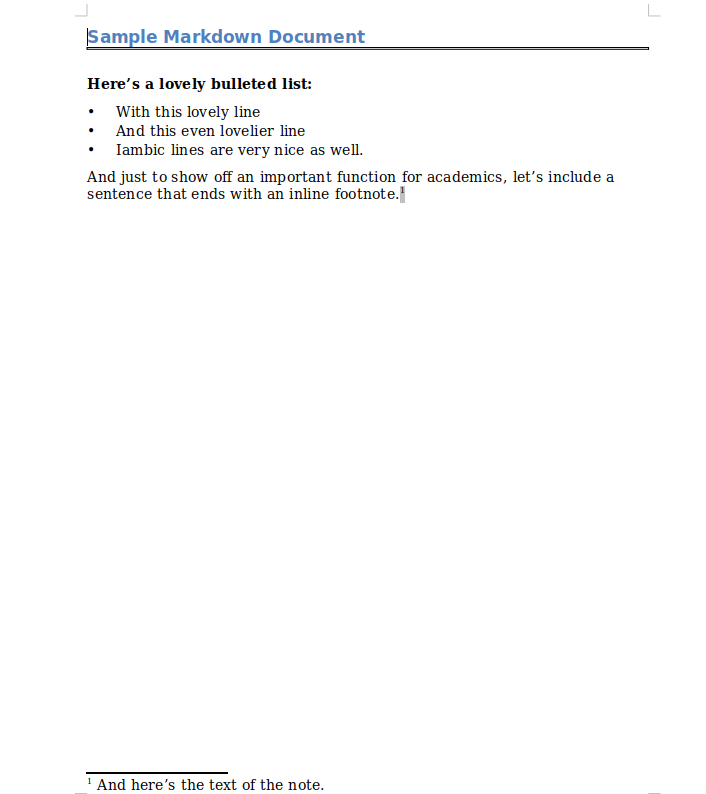 Sample Markdown Document
Here’s a lovely bulleted list:
• With this lovely line
• And this even lovelier line
• Iambic lines are very nice as well.
And just to show off an important function for academics, let’s include a
sentence that ends with an inline footnote.1
1 And here’s the text of the note.